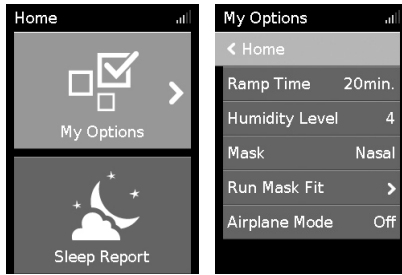 Home
My Options
Sleep Report
My Options
Home
Ramp Time 20min.
Humidity Level 4
Mask Nasal
Run Mask Fit
Airplane Mode Off